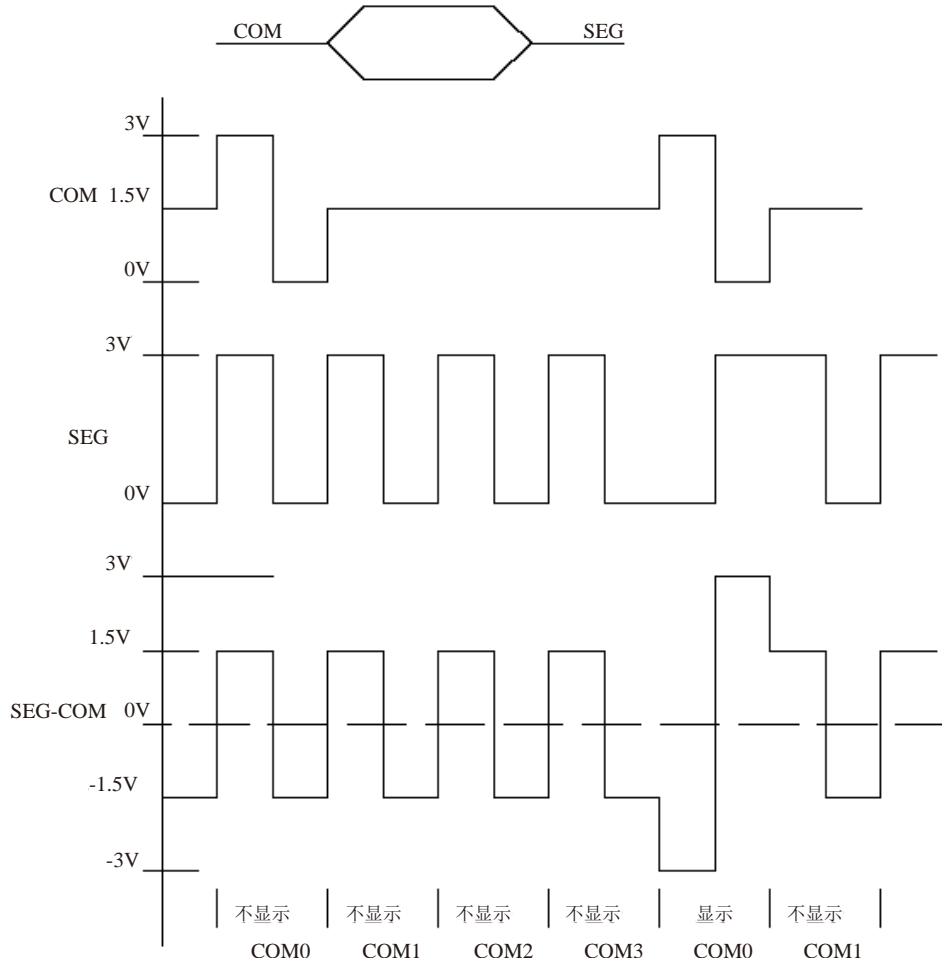 COM SEG
3V
COM 1.5V
0V
3V
SEG
0V
3V
1.5V
SEG-COM 0V
-1.5V
-3V
不显示 不显示 不显示 不显示 显示 不显示
COM0 COM1 COM2 COM3 COM0 COM1